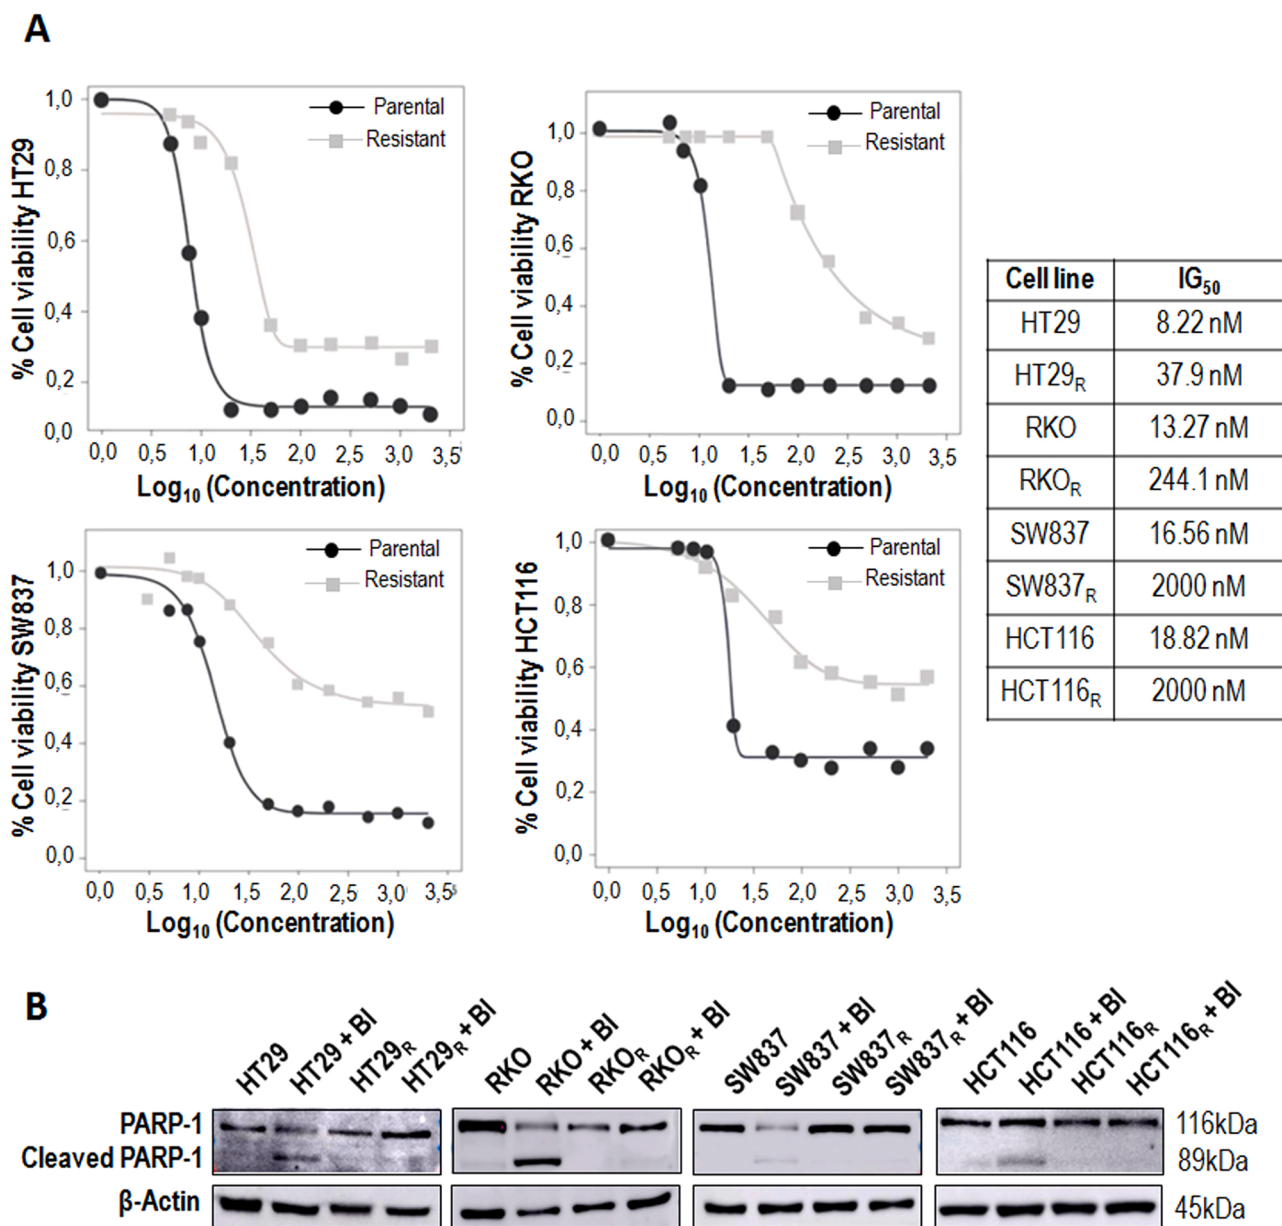 A
% Cell viability HT29
1,0
0,8
0,6
0,4
0,2
0,0
Parental
Resistant
0,0 0,5 1,0 1,5 2,0 2,5 3,0 3,5
Log10 (Concentration)
% Cell viability RKO
1,0
0,8
0,6
0,4
0,2
0,0
Parental
Resistant
0,0 0,5 1,0 1,5 2,0 2,5 3,0 3,5
Log10 (Concentration)
% Cell viability SW837
1,0
0,8
0,6
0,4
0,2
0,0
Parental
Resistant
0,0 0,5 1,0 1,5 2,0 2,5 3,0 3,5
Log10 (Concentration)
% Cell viability HCT116
1,0
0,8
0,6
0,4
0,2
0,0
Parental
Resistant
0,0 0,5 1,0 1,5 2,0 2,5 3,0 3,5
Log10 (Concentration)
Cell line IG50
HT29 8.22 nM
HT29R 37.9 nM
RKO 13.27 nM
RKOR 244.1 nM
SW837 16.56 nM
SW837R 2000 nM
HCT116 18.82 nM
HCT116R 2000 nM
B
HT29
HT29 + BI
HT29R
HT29R + BI
RKO
RKO + BI
RKOR
RKOR + BI
SW837
SW837 + BI
SW837R
SW837R + BI
HCT116
HCT116 + BI
HCT116R
HCT116R + BI
PARP-1 116kDa
Cleaved PARP-1 89kDa
β-Actin 45kDa